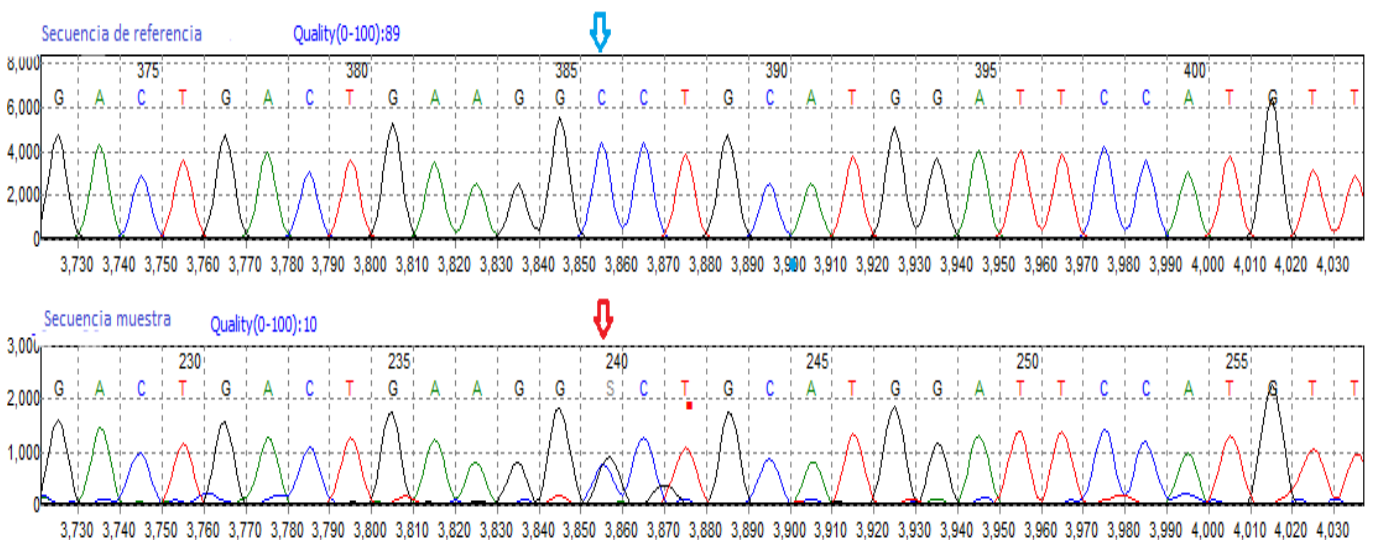 Secuencia de referencia Quality(0-100):89
8,000
375 380 385 390 395 400
G A C T G A C T G A A G G C C T G C A T G G A T T C C A T G T T
6,000
4,000
2,000
0
3,730 3,740 3,750 3,760 3,770 3,780 3,790 3,800 3,810 3,820 3,830 3,840 3,850 3,860 3,870 3,880 3,890 3,900 3,910 3,920 3,930 3,940 3,950 3,960 3,970 3,980 3,990 4,000 4,010 4,020 4,030
Secuencia muestra Quality(0-100):10
3,000
230 235 240 245 250 255
G A C T G A C T G A A G G S C T G C A T G G A T T C C A T G T T
2,000
1,000
0
3,730 3,740 3,750 3,760 3,770 3,780 3,790 3,800 3,810 3,820 3,830 3,840 3,850 3,860 3,870 3,880 3,890 3,900 3,910 3,920 3,930 3,940 3,950 3,960 3,970 3,980 3,990 4,000 4,010 4,020 4,030